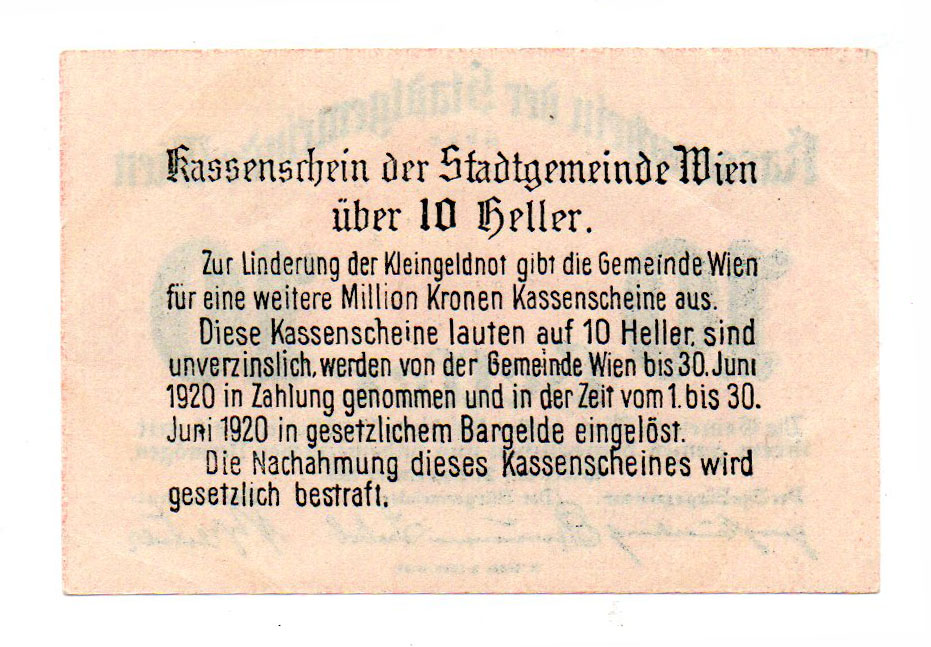 Kassenschein der Stadtgemeinde Wien
über 10 Heller.
Zur Linderung der Kleingeldnot gibt die Gemeinde Wien
für eine weitere Million Kronen Kassenscheine aus.
Diese Kassenscheine lauten auf 10 Heller, sind
unverzinslich, werden von der Gemeinde Wien bis 30. Juni
1920 in Zahlung genommen und in der Zeit vom 1. bis 30.
Juni 1920 in gesetzlichem Bargelde eingelöst.
Die Nachahmung dieses Kassenscheines wird
gesetzlich bestraft.